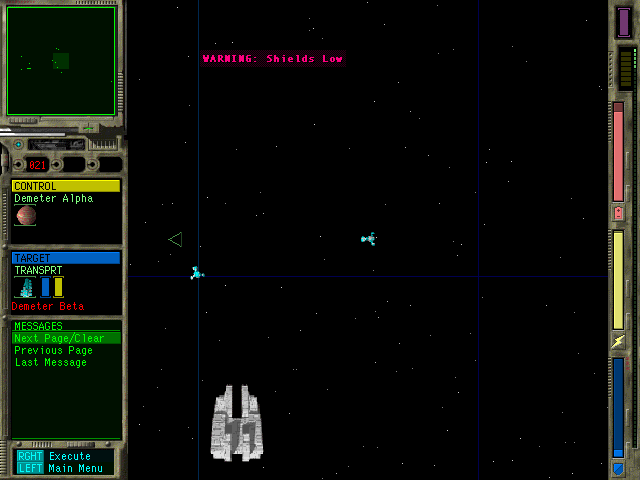 WARNING: Shields Low
021
CONTROL
Demeter Alpha
TARGET
TRANSPRT
Demeter Beta
MESSAGES
Next Page/Clear
Previous Page
Last Message
RGHT Execute
LEFT Main Menu
11